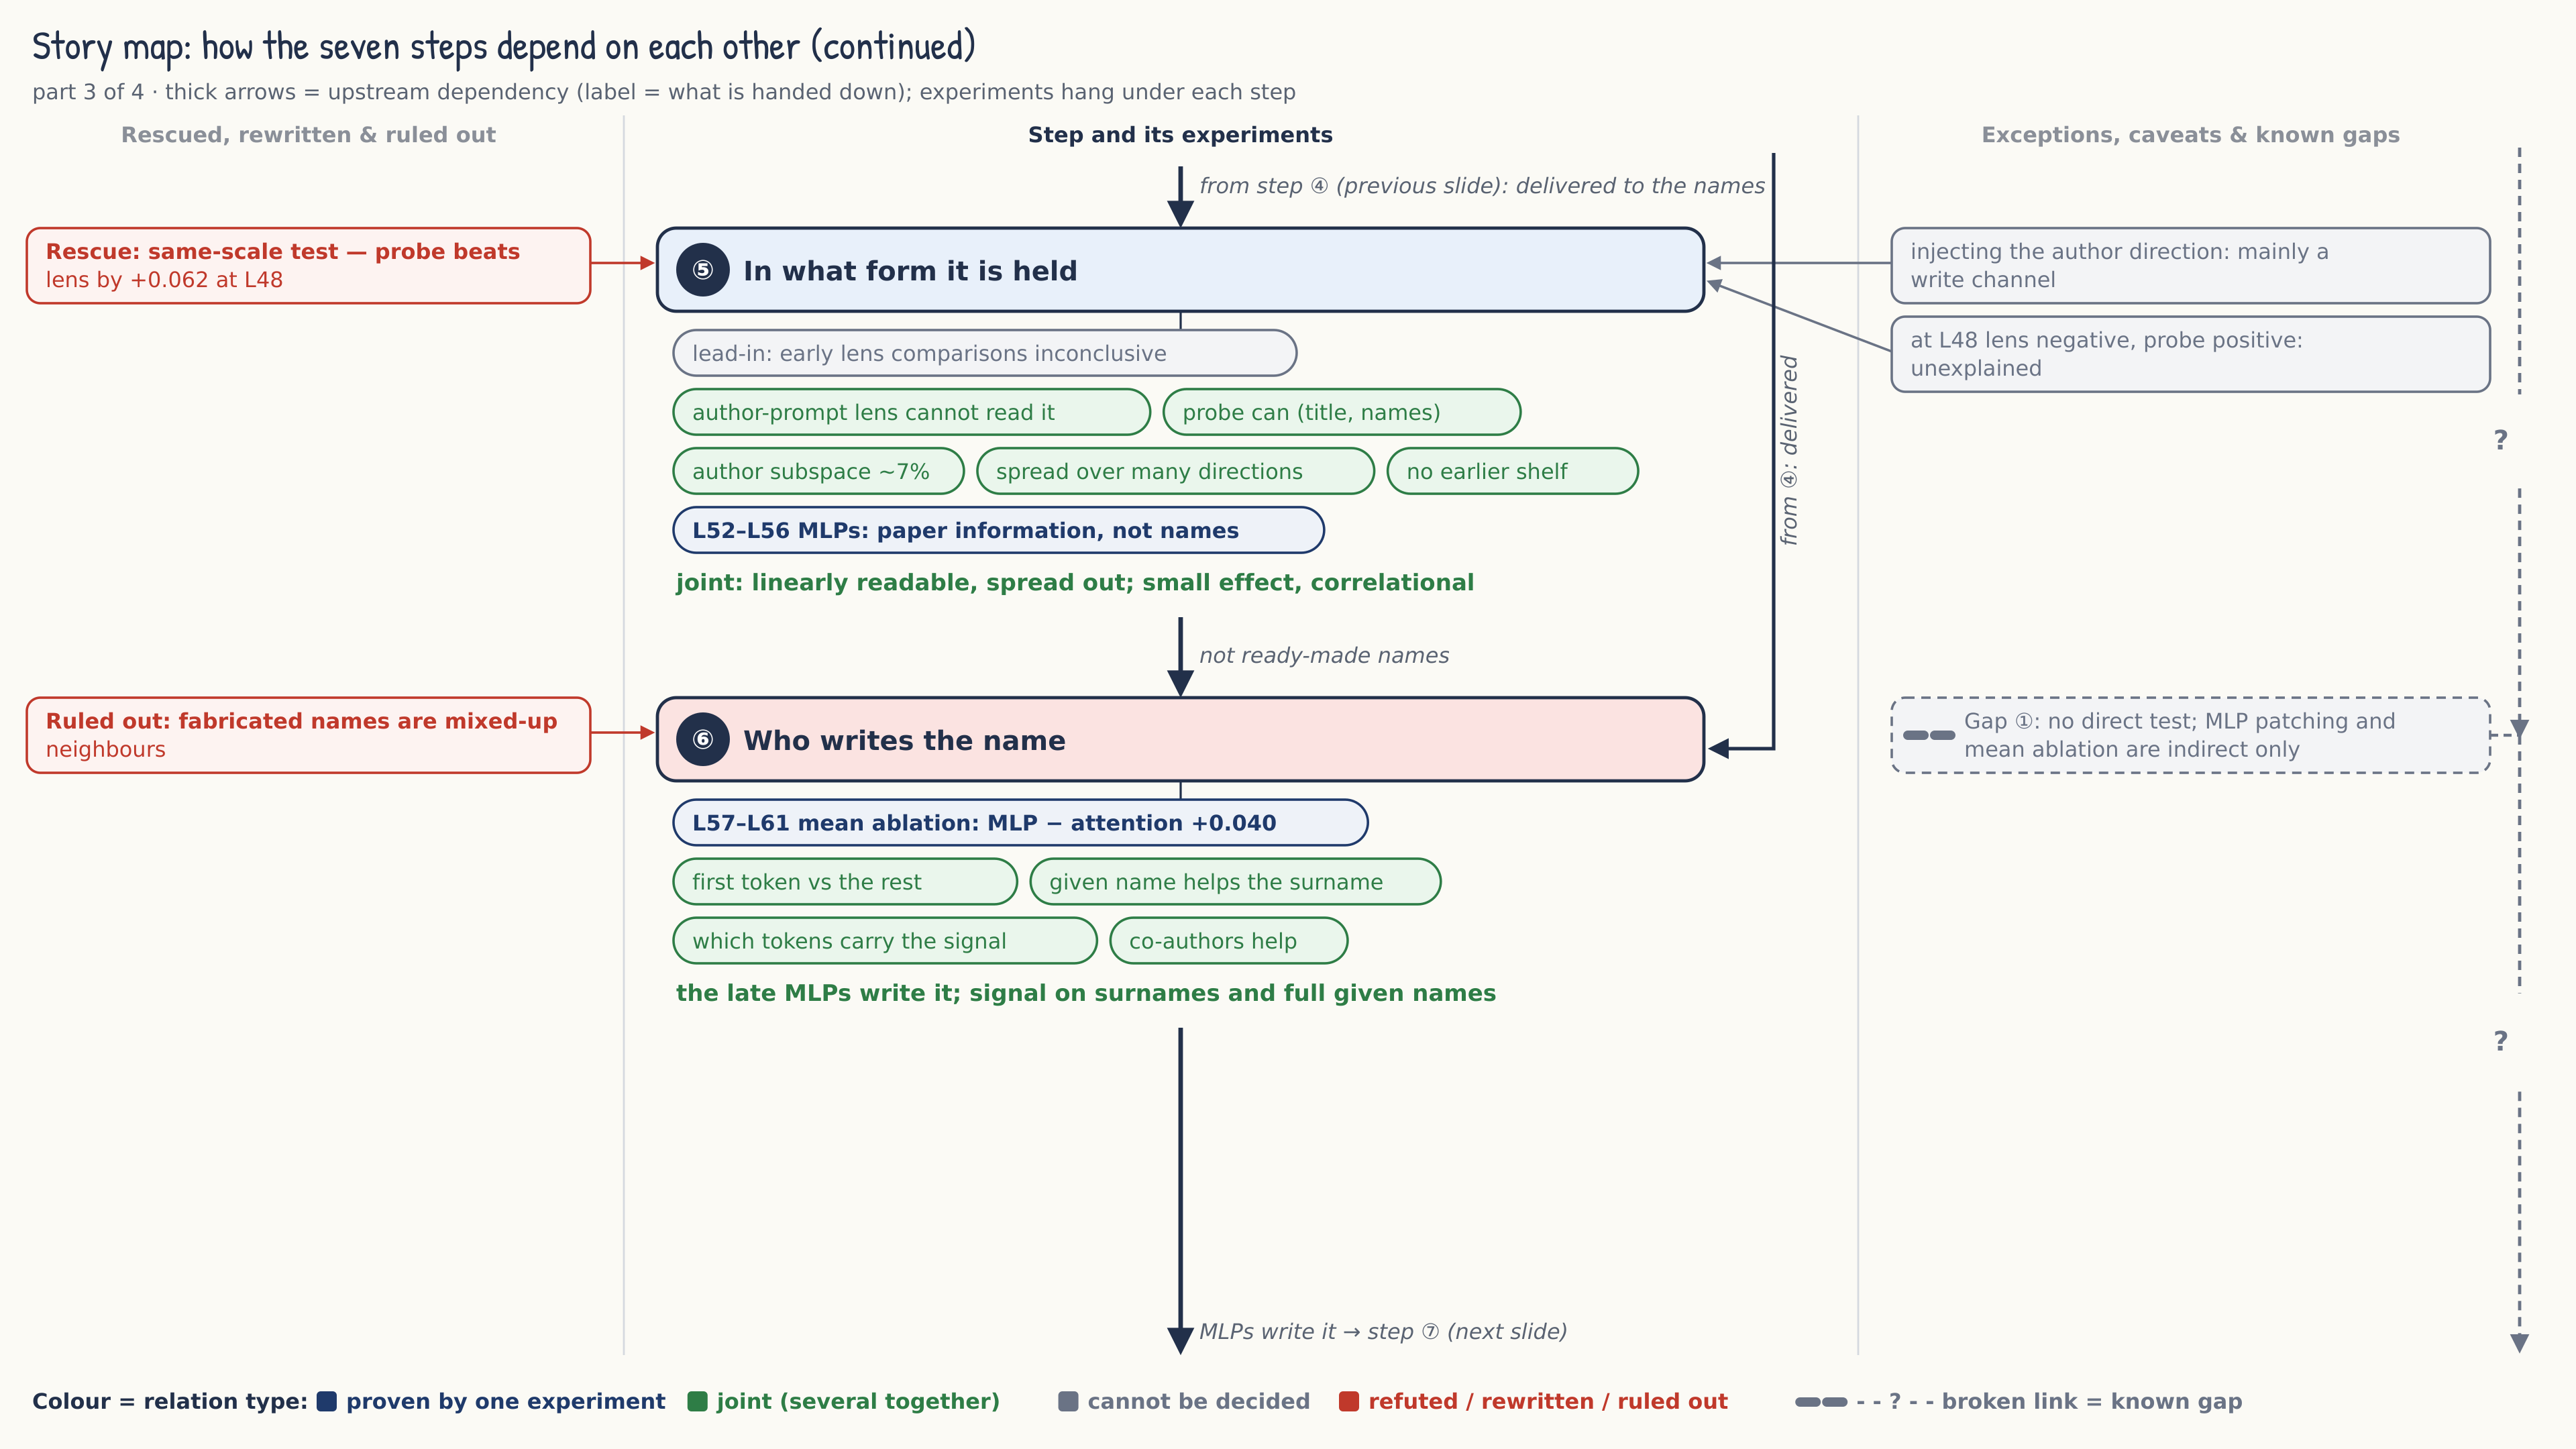 Story map: how the seven steps depend on each other (continued)
part 3 of 4 · thick arrows = upstream dependency (label = what is handed down); experiments hang under each step
Rescued, rewritten & ruled out
Step and its experiments
Exceptions, caveats & known gaps
from step ④ (previous slide): delivered to the names
Rescue: same-scale test — probe beats
lens by +0.062 at L48
⑤ In what form it is held
injecting the author direction: mainly a
write channel
at L48 lens negative, probe positive:
unexplained
lead-in: early lens comparisons inconclusive
author-prompt lens cannot read it
probe can (title, names)
author subspace ~7%
spread over many directions
no earlier shelf
L52–L56 MLPs: paper information, not names
joint: linearly readable, spread out; small effect, correlational
from ④: delivered
?
not ready-made names
Ruled out: fabricated names are mixed-up
neighbours
⑥ Who writes the name
Gap ①: no direct test; MLP patching and
mean ablation are indirect only
L57–L61 mean ablation: MLP − attention +0.040
first token vs the rest
given name helps the surname
which tokens carry the signal
co-authors help
the late MLPs write it; signal on surnames and full given names
?
MLPs write it → step ⑦ (next slide)
Colour = relation type: proven by one experiment joint (several together) cannot be decided refuted / rewritten / ruled out - - ? - - broken link = known gap